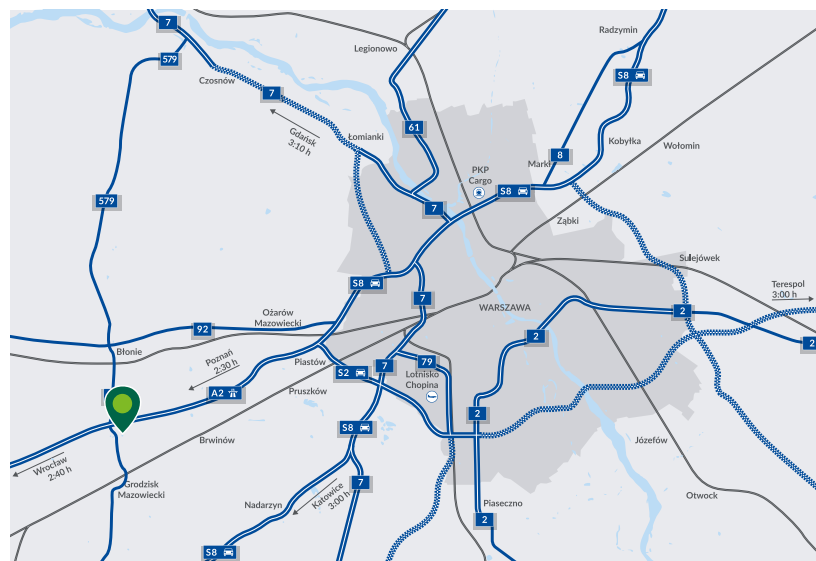 7
Legionowo
Radzymin
579
S8
Czosnów
7
Gdańsk
3:10 h
61
Łomianki
Kobyłka
Wołomin
8
PKP
Cargo
Markl
S8
579
7
Ząbki
Sulejówek
S8
Terespol
3:00 h
7
WARSZAWA
Ożarów
Mazowiecki
92
2
2
2
Błonie
Poznań
2:30 h
Piastów
S2
7
79
Lotnisko
Chopina
A2
Pruszków
2
Brwinów
S8
Józefów
Wrocław
2:40 h
Grodzisk
Mazowiecki
7
Katowice
3:00 h
Nadarzyn
Piaseczno
Otwock
2
S8